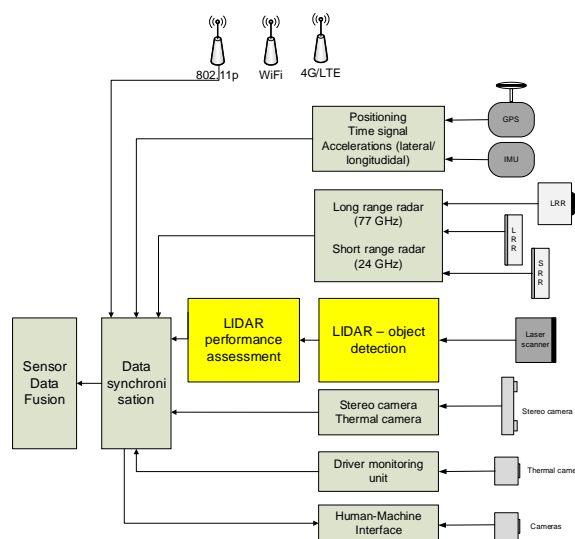 802.11p
WiFi
4G/LTE
Positioning
Time signal
Accelerations (lateral/
longitudidal)
GPS
IMU
Long range radar
(77 GHz)
Short range radar
(24 GHz)
LRR
L
R
R
S
R
R
LIDAR
performance
assessment
LIDAR – object
detection
Laser
scanner
Sensor
Data
Fusion
Data
synchroni
sation
Stereo camera
Thermal camera
Stereo camera
Driver monitoring
unit
Thermal came
Human-Machine
Interface
Cameras